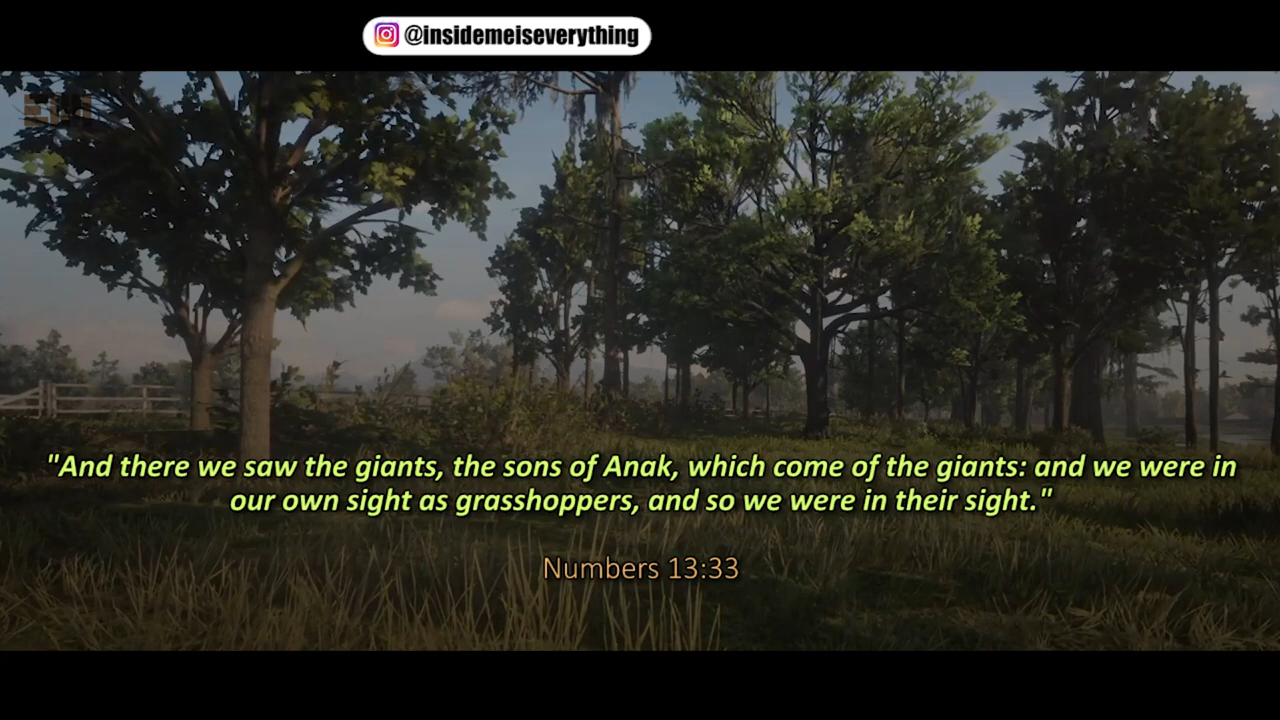 @insidemeiseverything
"And there we saw the giants, the sons of Anak, which come of the giants: and we were in
our own sight as grasshoppers, and so we were in their sight."
Numbers 13:33